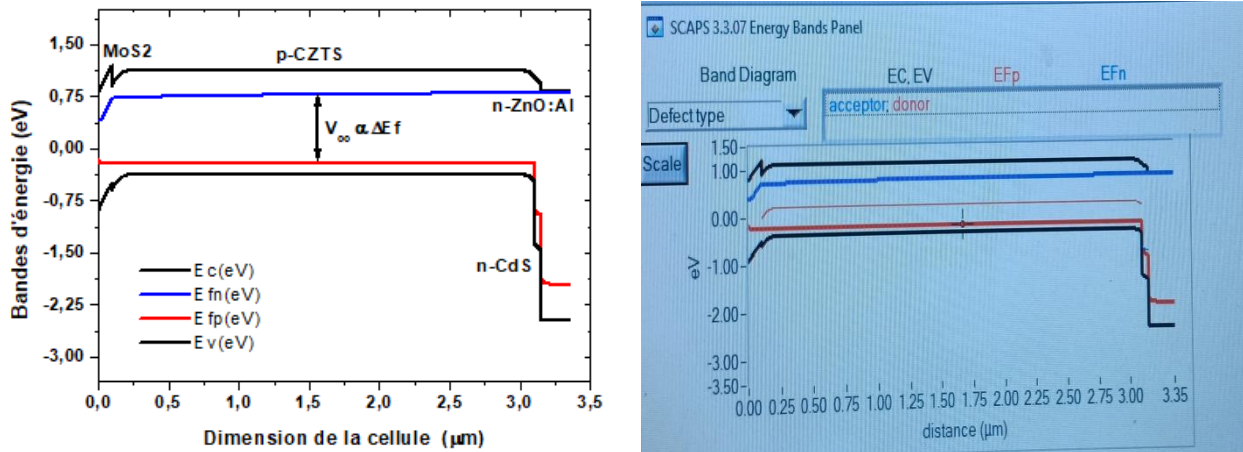 1,50
MoS2
p-CZTS
0,75
n-ZnO:Al
0,00
V∞ α ΔEf
-0,75
-1,50
n-CdS
Ec(eV)
Efn(eV)
-2,25
Efp(eV)
Ev(eV)
-3,00
0,0 0,5 1,0 1,5 2,0 2,5 3,0 3,5
Bandes d'énergie (eV)
Dimension de la cellule (μm)
SCAPS 3.3.07 Energy Bands Panel
Band Diagram
EC, EV EFp EFn
Defect type
acceptor; donor
Scale
1.50
1.00
0.00
-1.00
-2.00
-3.00
-3.50
eV
0.00 0.25 0.50 0.75 1.00 1.25 1.50 1.75 2.00 2.25 2.50 2.75 3.00 3.35
distance (μm)